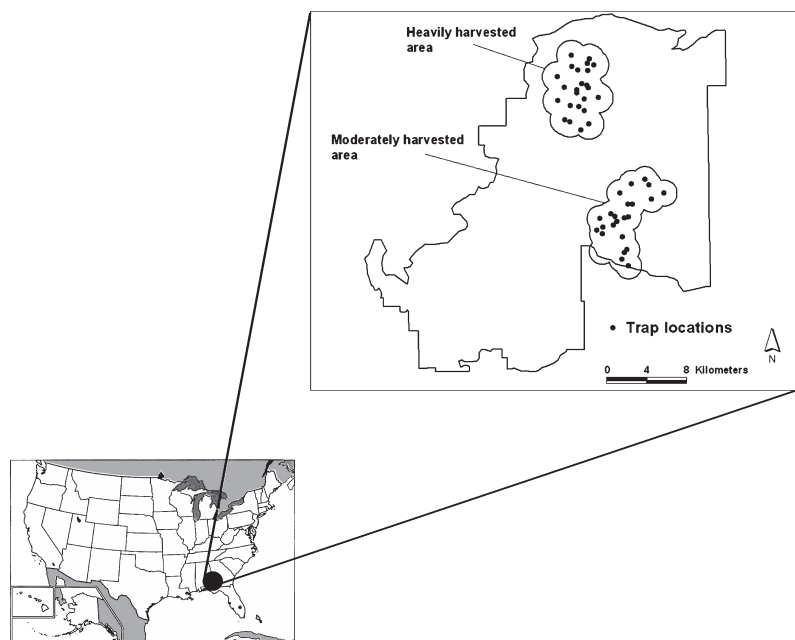 Heavily harvested
area
Moderately harvested
area
Trap locations
N
0 4 8 Kilometers